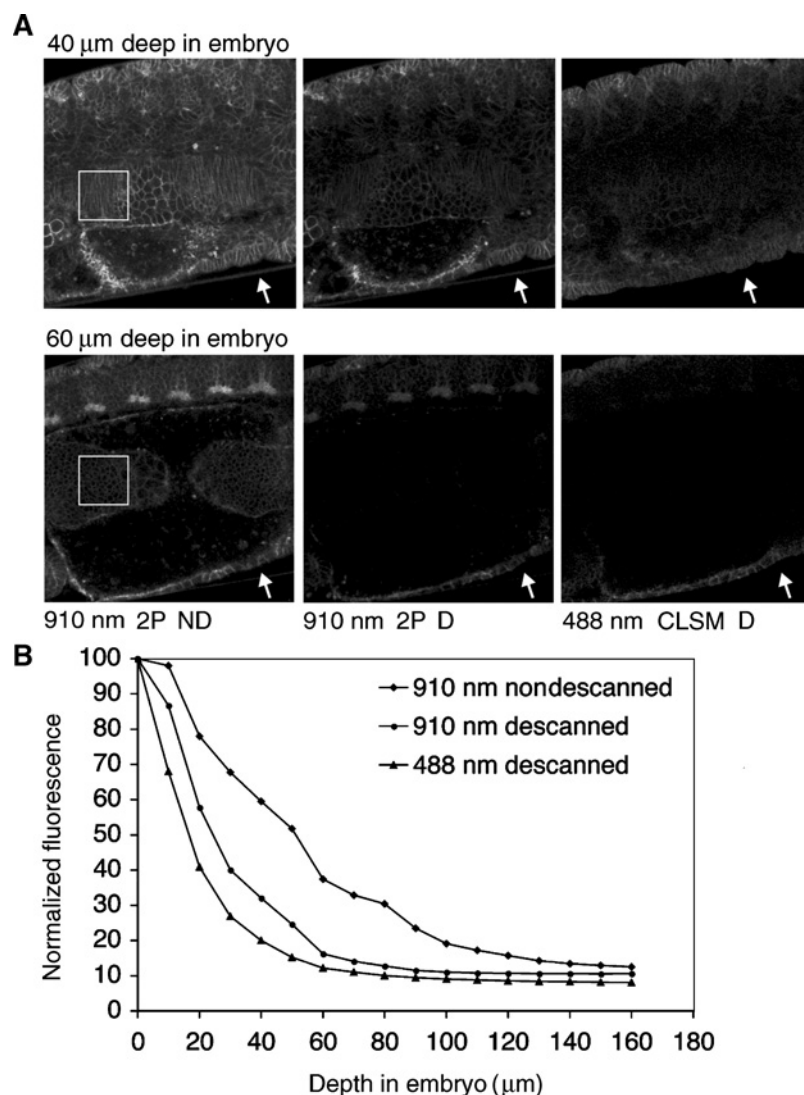 A
40 μm deep in embryo
60 μm deep in embryo
910 nm 2P ND
910 nm 2P D
488 nm CLSM D
B
100
90
80
70
60
50
40
30
20
10
0
Normalized fluorescence
910 nm nondescanned
910 nm descanned
488 nm descanned
0 20 40 60 80 100 120 140 160 180
Depth in embryo (μm)